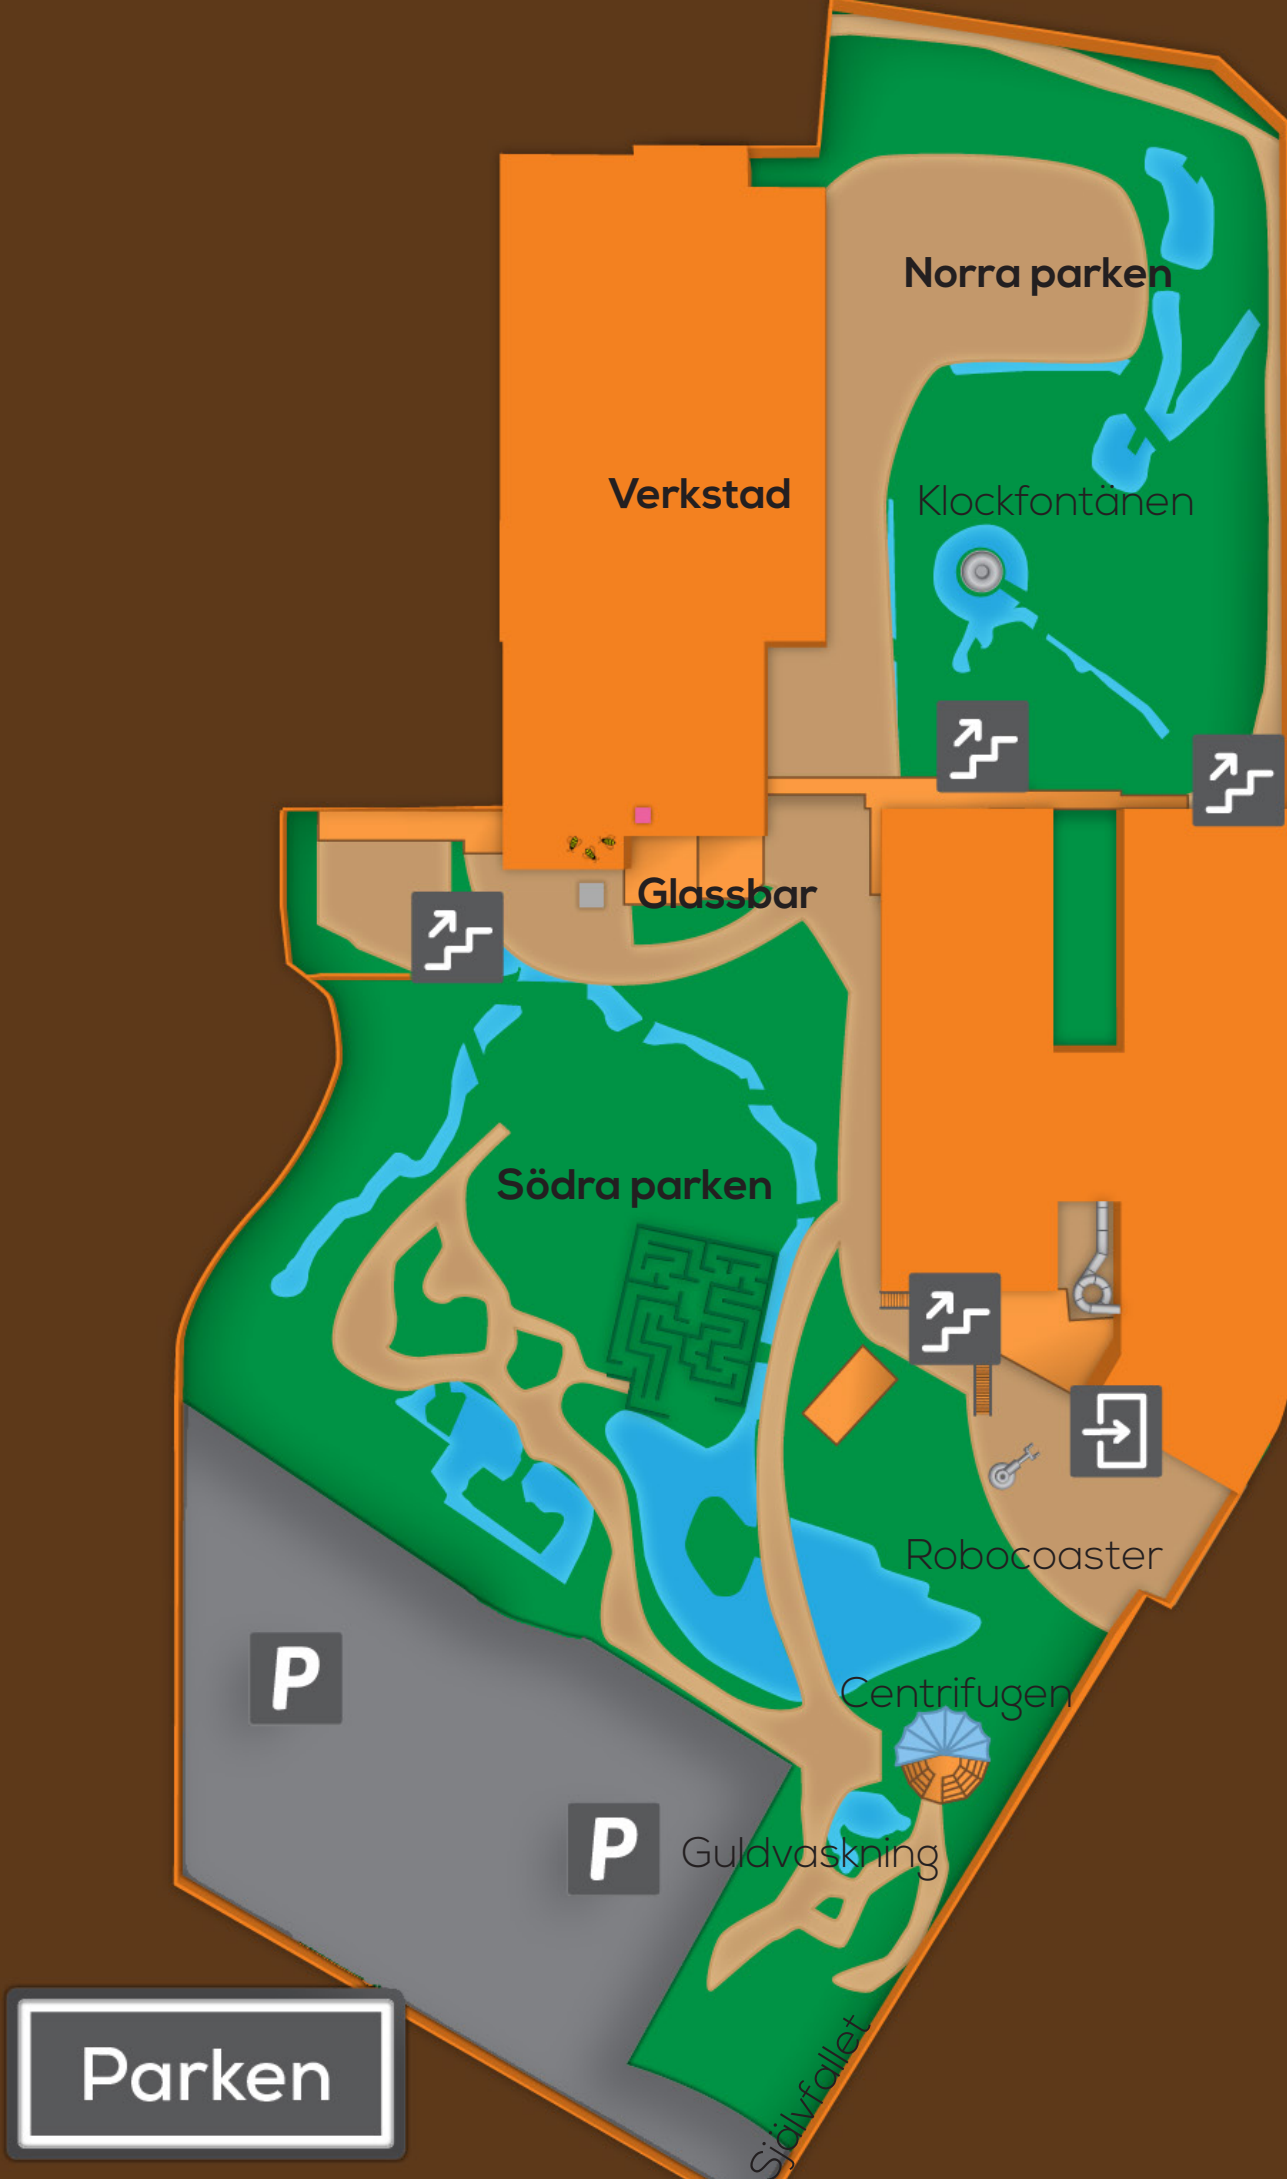 Norra parken
Verkstad
Klockfontänen
Glassbar
Södra parken
Robocoaster
P
Centrifugen
P
Guldvaskning
Självfallet
Parken